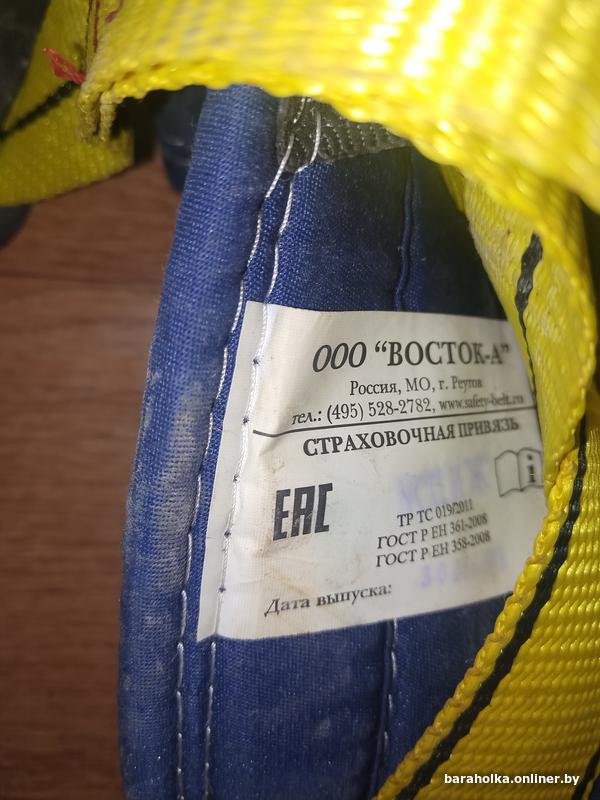 ООО “ВОСТОК-А”
Россия, МО, г. Реутов
тел.: (495) 528-2782, www.safety-belt.ru
СТРАХОВОЧНАЯ ПРИВЯЗЬ
EAC
ТР ТС 019/2011
ГОСТ Р ЕН 361-2008
ГОСТ Р ЕН 358-2008
Дата выпуска:
baraholka.onliner.by